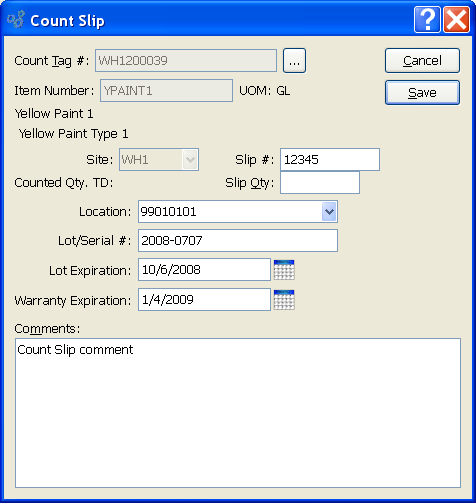 Count Slip
Count Tag #: WH1200039 ... Cancel
Item Number: YPAINT1 UOM: GL Save
Yellow Paint 1
Yellow Paint Type 1
Site: WH1 Slip #: 12345
Counted Qty. TD: Slip Qty:
Location: 99010101
Lot/Serial #: 2008-0707
Lot Expiration: 10/6/2008
Warranty Expiration: 1/4/2009
Comments:
Count Slip comment